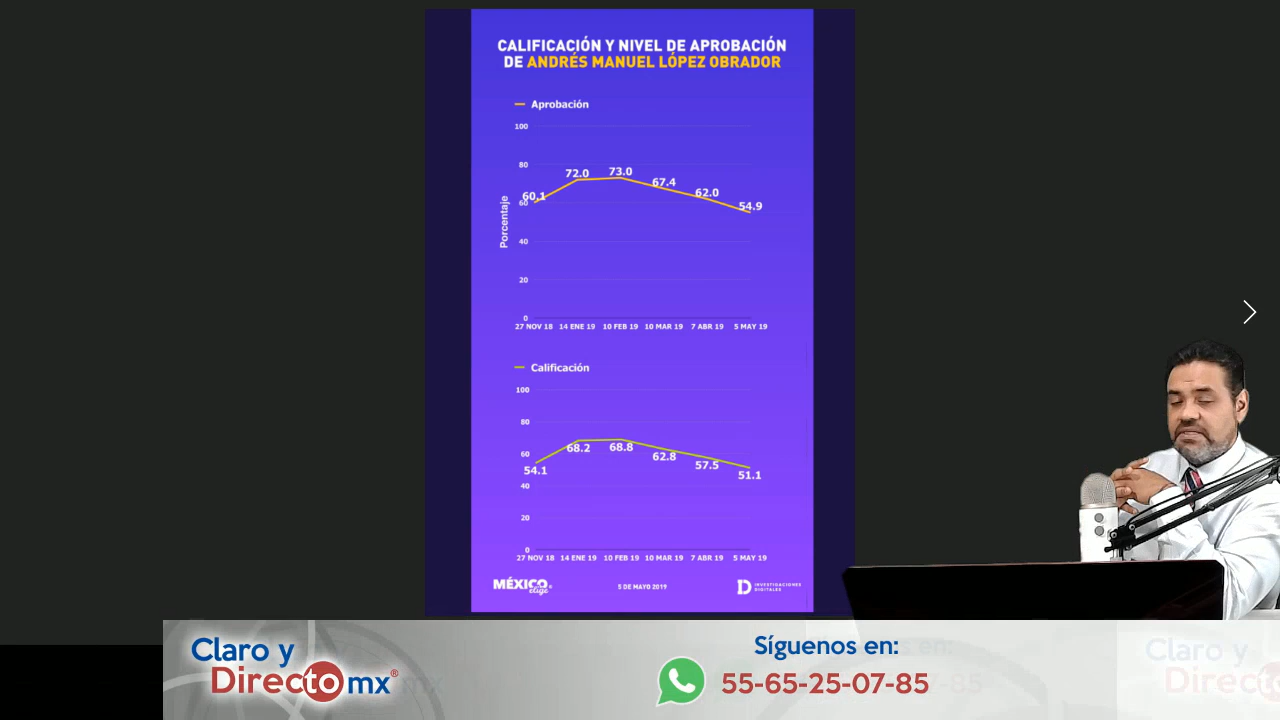 CALIFICACIÓN Y NIVEL DE APROBACIÓN
DE ANDRÉS MANUEL LÓPEZ OBRADOR
Aprobación
100
80
60
40
20
0
Porcentaje
60.1
72.0
73.0
67.4
62.0
54.9
27 NOV 18 14 ENE 19 10 FEB 19 10 MAR 19 7 ABR 19 5 MAY 19
Calificación
100
80
60
40
20
0
54.1
68.2
68.8
62.8
57.5
51.1
27 NOV 18 14 ENE 19 10 FEB 19 10 MAR 19 7 ABR 19 5 MAY 19
MÉXICO
elige
5 DE MAYO 2019
INVESTIGACIONES
DIGITALES
Claro y
Directo mx®
Síguenos en:
55-65-25-07-85
Claro y
Directo